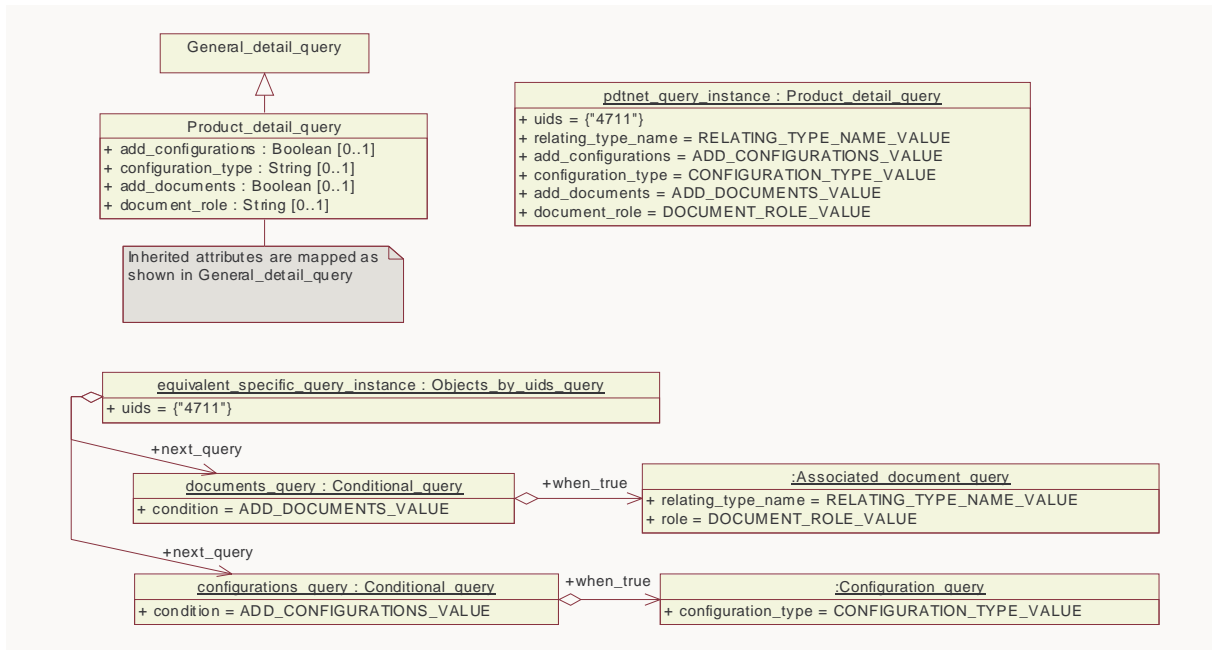 General_detail_query
Product_detail_query
+ add_configurations : Boolean [0..1]
+ configuration_type : String [0..1]
+ add_documents : Boolean [0..1]
+ document_role : String [0..1]
Inherited attributes are mapped as
shown in General_detail_query
pdtnet_query_instance : Product_detail_query
+ uids = {"4711"}
+ relating_type_name = RELATING_TYPE_NAME_VALUE
+ add_configurations = ADD_CONFIGURATIONS_VALUE
+ configuration_type = CONFIGURATION_TYPE_VALUE
+ add_documents = ADD_DOCUMENTS_VALUE
+ document_role = DOCUMENT_ROLE_VALUE
equivalent_specific_query_instance : Objects_by_uids_query
+ uids = {"4711"}
+next_query
documents_query : Conditional_query
+ condition = ADD_DOCUMENTS_VALUE
+when_true
:Associated_document_query
+ relating_type_name = RELATING_TYPE_NAME_VALUE
+ role = DOCUMENT_ROLE_VALUE
+next_query
configurations_query : Conditional_query
+ condition = ADD_CONFIGURATIONS_VALUE
+when_true
:Configuration_query
+ configuration_type = CONFIGURATION_TYPE_VALUE